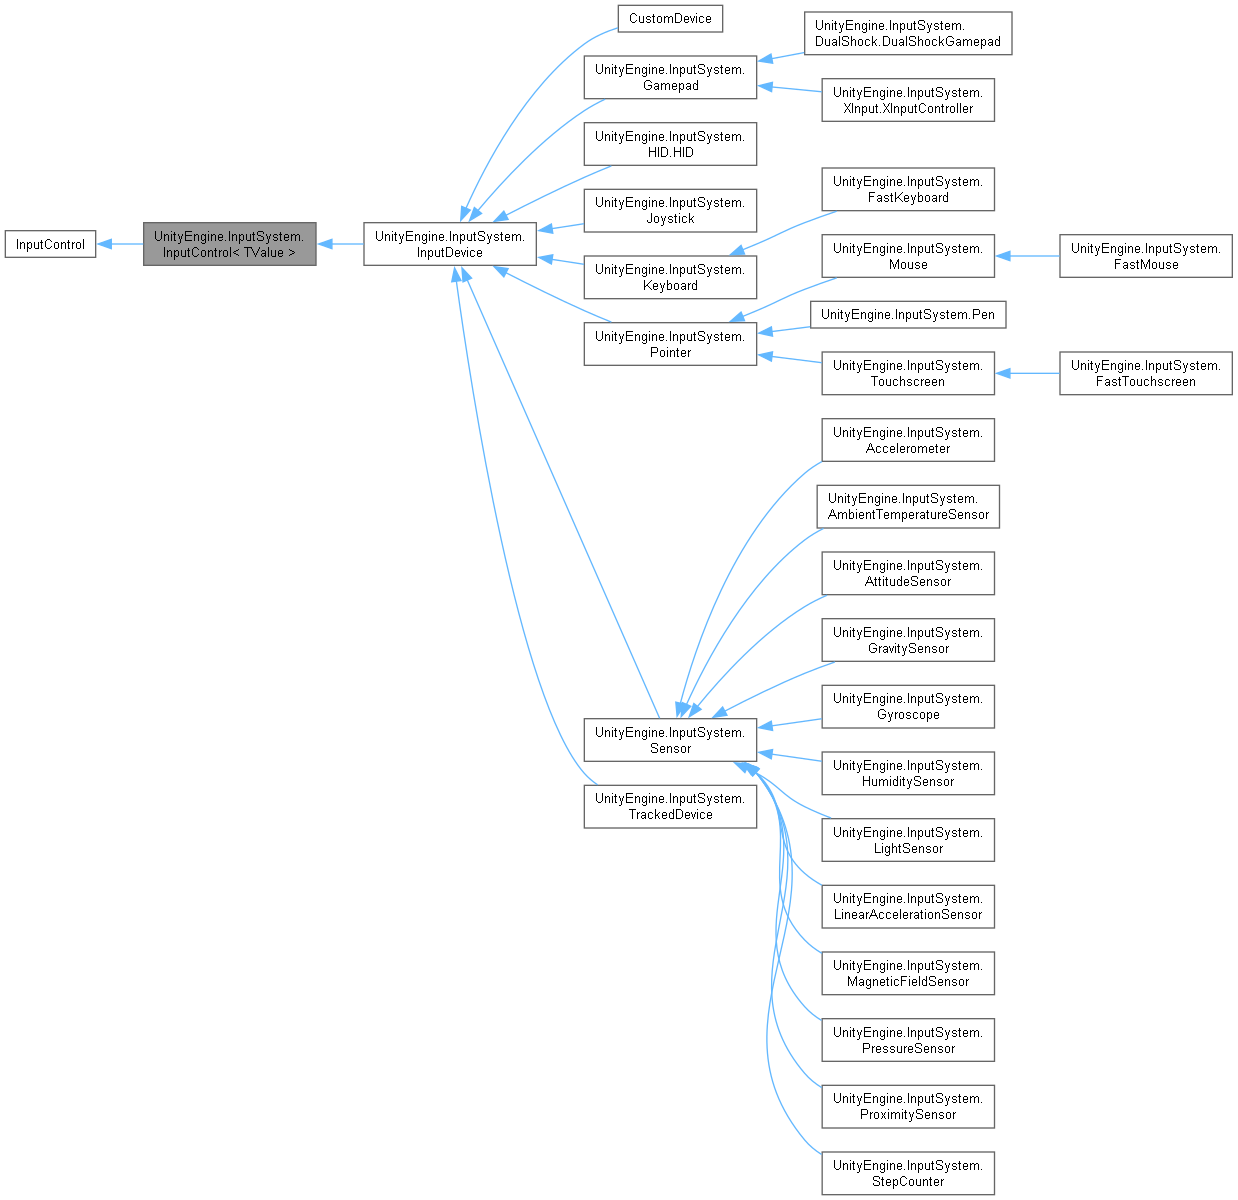 InputControl
UnityEngine.InputSystem.
InputControl< TValue >
UnityEngine.InputSystem.
InputDevice
CustomDevice
UnityEngine.InputSystem.
Gamepad
UnityEngine.InputSystem.
HID.HID
UnityEngine.InputSystem.
Joystick
UnityEngine.InputSystem.
Keyboard
UnityEngine.InputSystem.
Pointer
UnityEngine.InputSystem.
Sensor
UnityEngine.InputSystem.
TrackedDevice
UnityEngine.InputSystem.
DualShock.DualShockGamepad
UnityEngine.InputSystem.
XInput.XInputController
UnityEngine.InputSystem.
FastKeyboard
UnityEngine.InputSystem.
Mouse
UnityEngine.InputSystem.Pen
UnityEngine.InputSystem.
Touchscreen
UnityEngine.InputSystem.
Accelerometer
UnityEngine.InputSystem.
AmbientTemperatureSensor
UnityEngine.InputSystem.
AttitudeSensor
UnityEngine.InputSystem.
GravitySensor
UnityEngine.InputSystem.
Gyroscope
UnityEngine.InputSystem.
HumiditySensor
UnityEngine.InputSystem.
LightSensor
UnityEngine.InputSystem.
LinearAccelerationSensor
UnityEngine.InputSystem.
MagneticFieldSensor
UnityEngine.InputSystem.
PressureSensor
UnityEngine.InputSystem.
ProximitySensor
UnityEngine.InputSystem.
StepCounter
UnityEngine.InputSystem.
FastMouse
UnityEngine.InputSystem.
FastTouchscreen